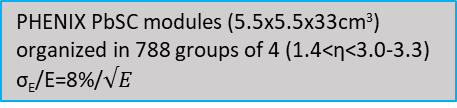 PHENIX PbSC modules (5.5x5.5x33cm³)
organized in 788 groups of 4 (1.4<η<3.0-3.3)
σ_E/E=8%/√E